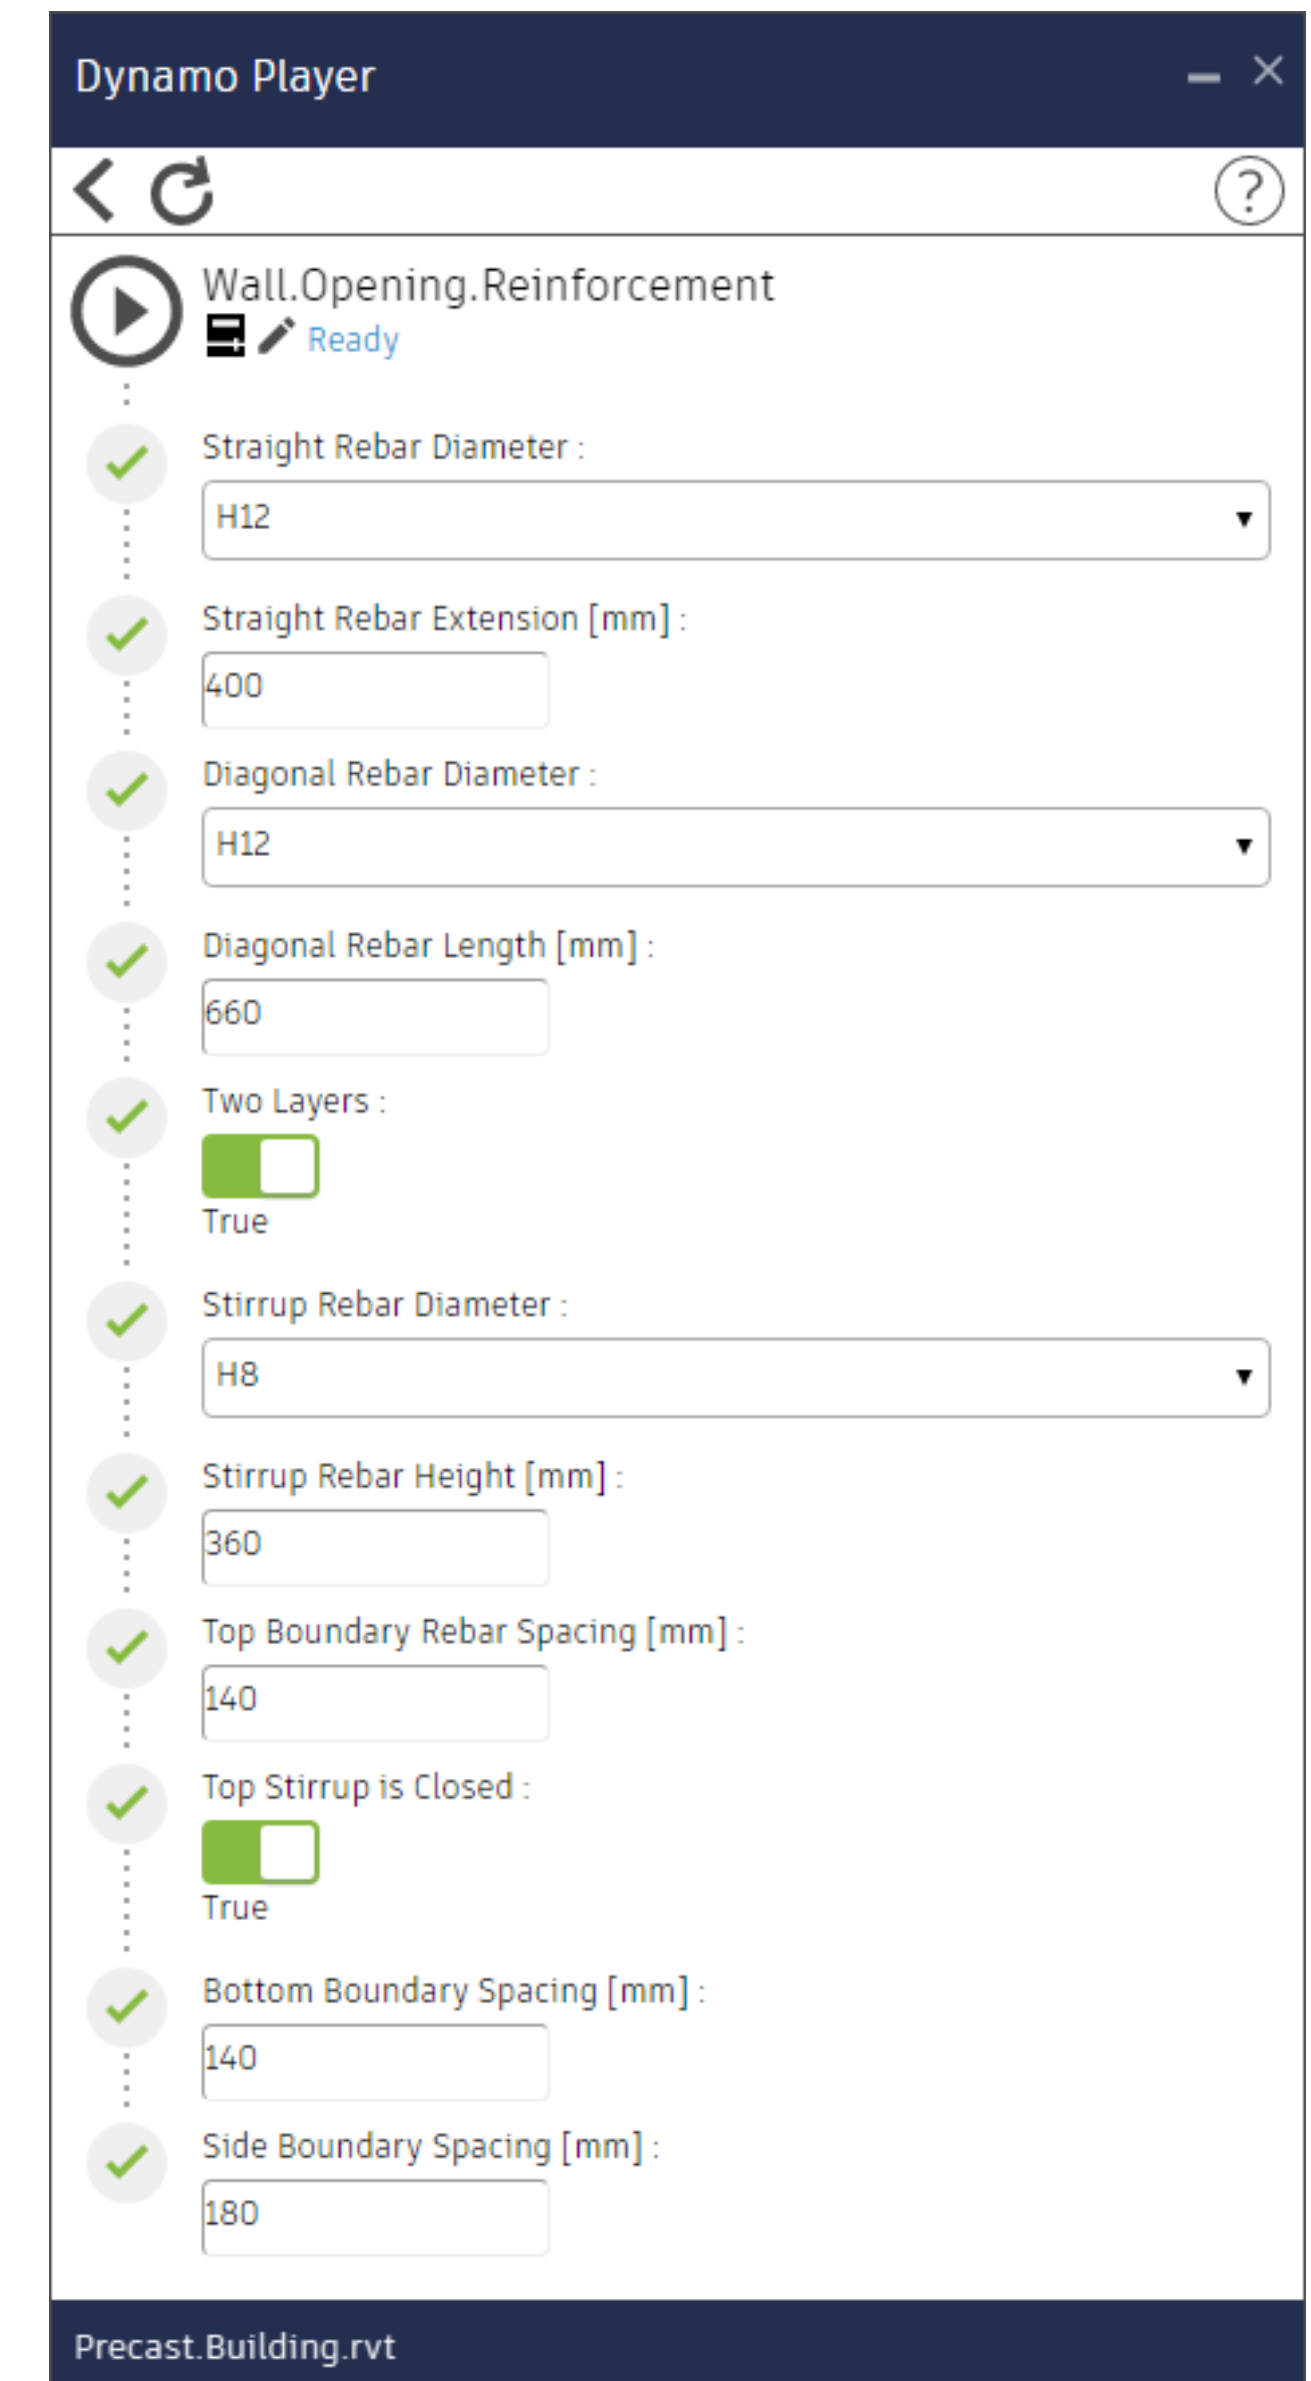 Dynamo Player
Wall.Opening.Reinforcement
Ready
Straight Rebar Diameter :
H12
Straight Rebar Extension [mm] :
400
Diagonal Rebar Diameter :
H12
Diagonal Rebar Length [mm] :
660
Two Layers :
True
Stirrup Rebar Diameter :
H8
Stirrup Rebar Height [mm] :
360
Top Boundary Rebar Spacing [mm] :
140
Top Stirrup is Closed :
True
Bottom Boundary Spacing [mm] :
140
Side Boundary Spacing [mm] :
180
Precast.Building.rvt